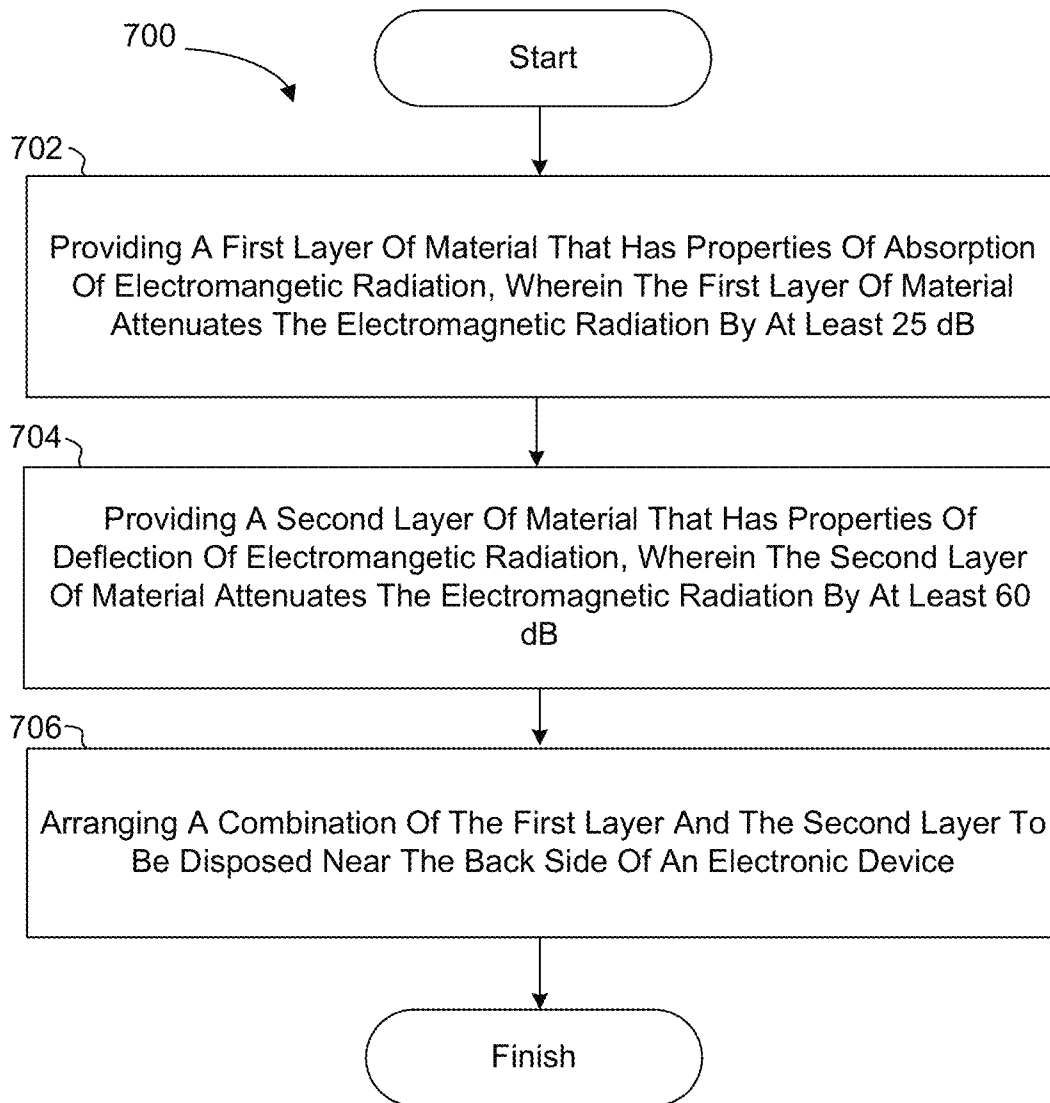 700
Start
702
Providing A First Layer Of Material That Has Properties Of Absorption
Of Electromangetic Radiation, Wherein The First Layer Of Material
Attenuates The Electromagnetic Radiation By At Least 25 dB
704
Providing A Second Layer Of Material That Has Properties Of
Deflection Of Electromangetic Radiation, Wherein The Second Layer
Of Material Attenuates The Electromagnetic Radiation By At Least 60
dB
706
Arranging A Combination Of The First Layer And The Second Layer To
Be Disposed Near The Back Side Of An Electronic Device
Finish